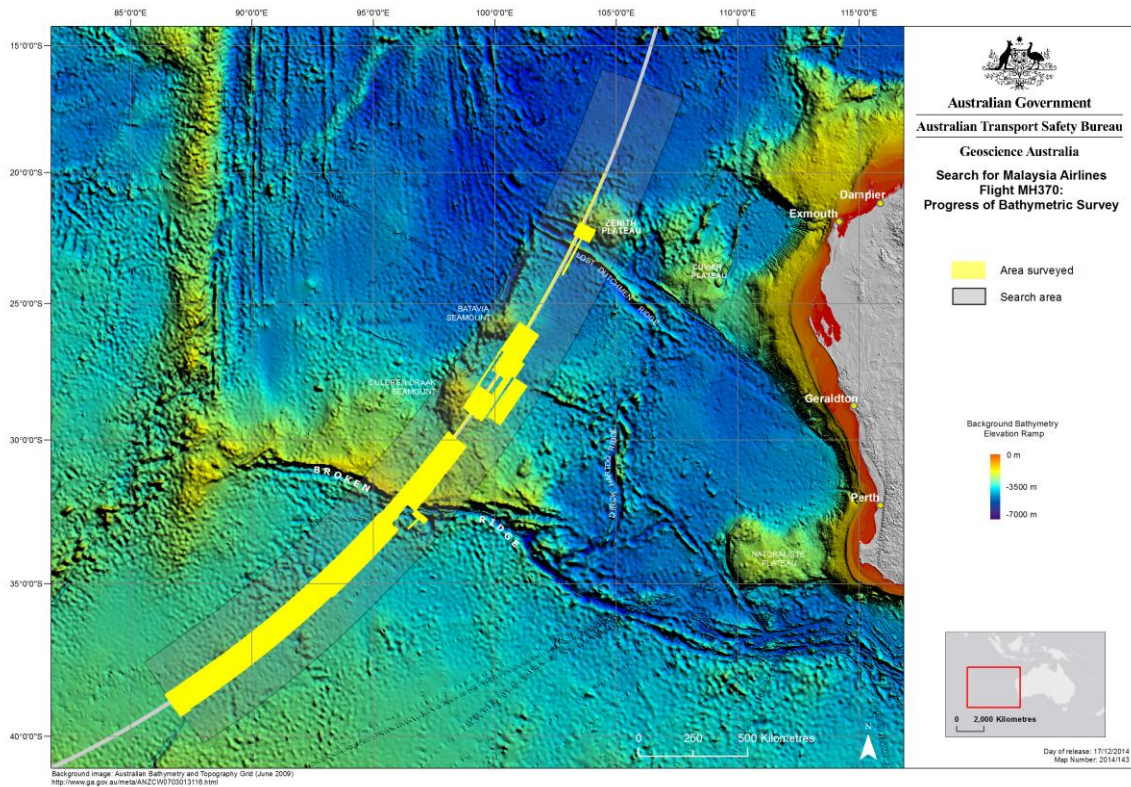 85°0'0"E 90°0'0"E 95°0'0"E 100°0'0"E 105°0'0"E 110°0'0"E 115°0'0"E
15°0'0"S
20°0'0"S
25°0'0"S
30°0'0"S
35°0'0"S
40°0'0"S
Dampier
Exmouth
ZENITH
PLATEAU
CUVIER
PLATEAU
LOST DUTCHMEN RIDGE
BATAVIA
SEAMOUNT
GULDEN DRAAK
SEAMOUNT
Geraldton
DIRCK HARTOG RIDGE
BROKEN
RIDGE
Perth
NATURALISTE
PLATEAU
0 250 500 Kilometres
N
Background image: Australian Bathymetry and Topography Grid (June 2009)
http://www.ga.gov.au/meta/ANZCW0703013116.html
Australian Government
Australian Transport Safety Bureau
Geoscience Australia
Search for Malaysia Airlines
Flight MH370:
Progress of Bathymetric Survey
Area surveyed
Search area
Background Bathymetry
Elevation Ramp
0 m
-3500 m
-7000 m
0 2,000 Kilometres
Day of release: 17/12/2014
Map Number: 2014/143